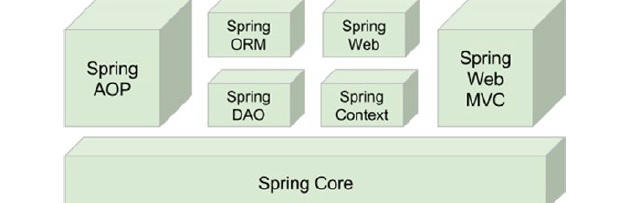 Spring
AOP
Spring
ORM
Spring
Web
Spring
DAO
Spring
Context
Spring
Web
MVC
Spring Core